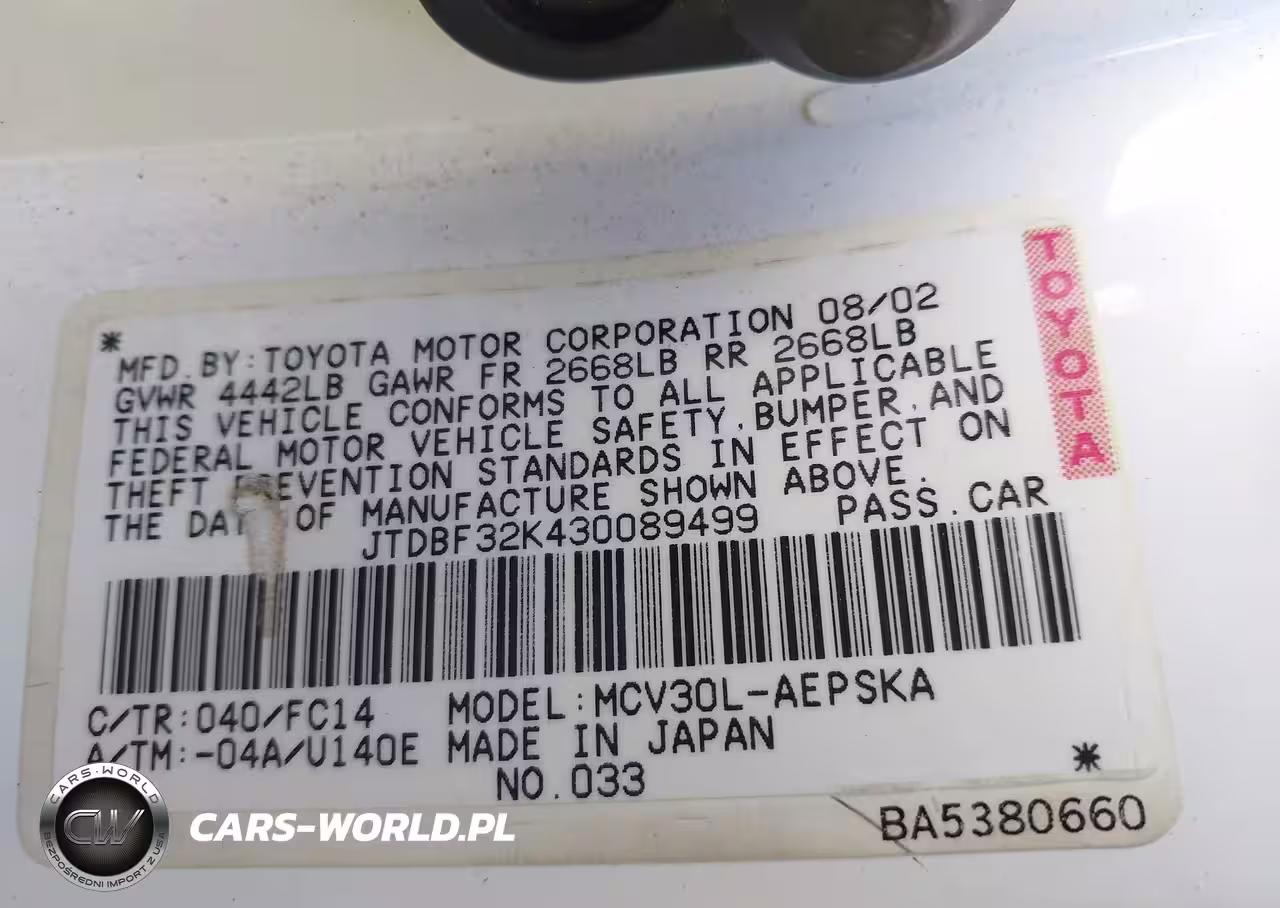 TOYOTA
*
MFD. BY: TOYOTA MOTOR CORPORATION 08/02
GVWR 4442LB GAWR FR 2668LB RR 2668LB
THIS VEHICLE CONFORMS TO ALL APPLICABLE
FEDERAL MOTOR VEHICLE SAFETY, BUMPER, AND
THEFT EVENTION STANDARDS IN EFFECT ON
THE DAT OF MANUFACTURE SHOWN ABOVE.
JTDBF32K430089499 PASS. CAR
C/TR: 040/FC14 MODEL: MCV30L-AEPSKA
A/TM: -04A/U140E MADE IN JAPAN
NO. 033
*
BA5380660
CARS-WORLD
CW
BEZPOŚREDNI IMPORT Z USA
CARS-WORLD.PL